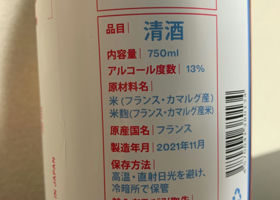 品目 清酒
内容量 750ml
アルコール度数 13%
原材料名
米(フランス・カマルグ産)
米麹(フランス・カマルグ産米)
原産国名 フランス
製造年月 2021年11月
保存方法
高温・直射日光を避け、
冷暗所で保管
IN JAPAN